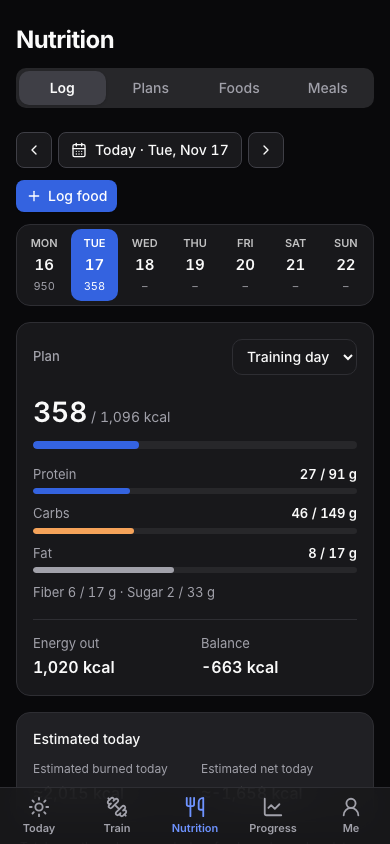 Nutrition
Log Plans Foods Meals
Today · Tue, Nov 17
+ Log food
MON TUE WED THU FRI SAT SUN
16 17 18 19 20 21 22
950 358 – – – – –
Plan Training day
358 / 1,096 kcal
Protein 27 / 91 g
Carbs 46 / 149 g
Fat 8 / 17 g
Fiber 6 / 17 g · Sugar 2 / 33 g
Energy out Balance
1,020 kcal -663 kcal
Estimated today
Estimated burned today Estimated net today
Today Train Nutrition Progress Me